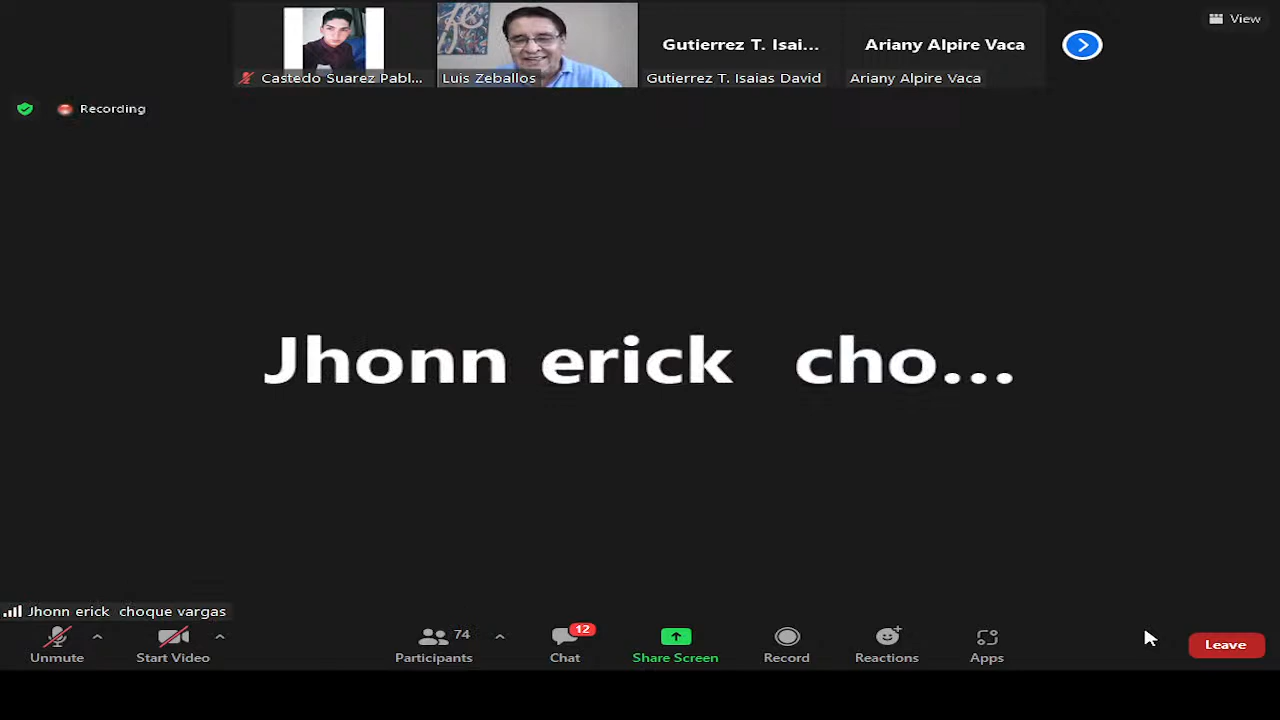 Gutierrez T. Isai...
Ariany Alpire Vaca
View
Castedo Suarez Pabl...
Luis Zeballos
Gutierrez T. Isaias David
Ariany Alpire Vaca
Recording
Jhonn erick cho...
Jhonn erick choque vargas
74
12
Unmute
Start Video
Participants
Chat
Share Screen
Record
Reactions
Apps
Leave